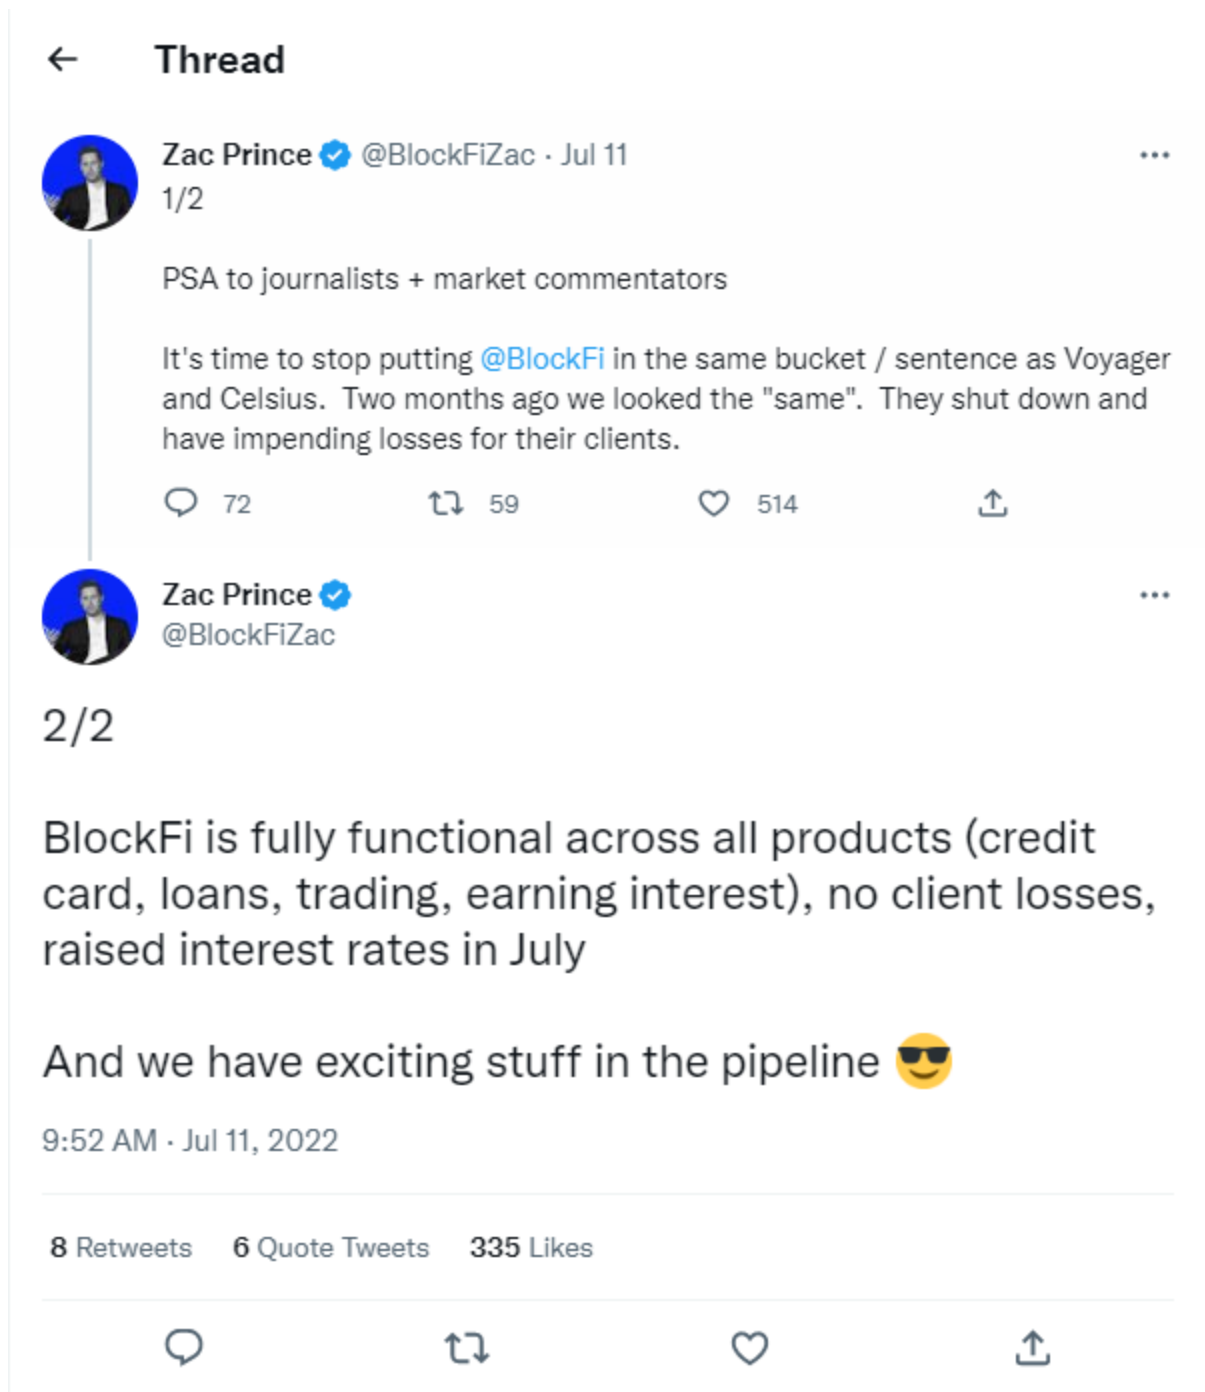 Thread
Zac Prince @BlockFiZac · Jul 11
1/2
PSA to journalists + market commentators
It's time to stop putting @BlockFi in the same bucket / sentence as Voyager
and Celsius.  Two months ago we looked the "same".  They shut down and
have impending losses for their clients.
72 59 514
Zac Prince
@BlockFiZac
2/2
BlockFi is fully functional across all products (credit
card, loans, trading, earning interest), no client losses,
raised interest rates in July
And we have exciting stuff in the pipeline 😎
9:52 AM · Jul 11, 2022
8 Retweets 6 Quote Tweets 335 Likes